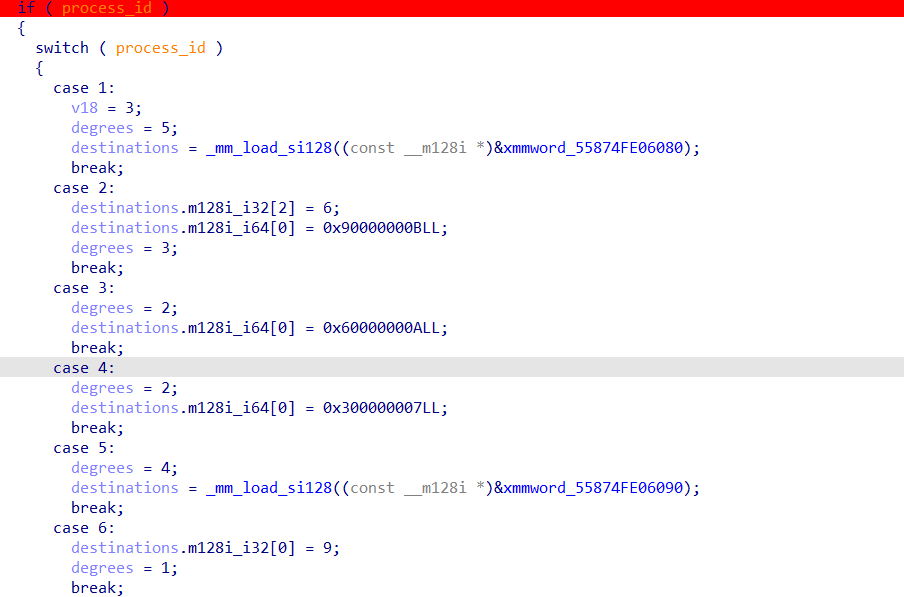 if ( process_id )
{
switch ( process_id )
{
case 1:
v18 = 3;
degrees = 5;
destinations = _mm_load_si128((const __m128i *)&xmmword_55874FE06080);
break;
case 2:
destinations.m128i_i32[2] = 6;
destinations.m128i_i64[0] = 0x90000000BLL;
degrees = 3;
break;
case 3:
degrees = 2;
destinations.m128i_i64[0] = 0x60000000ALL;
break;
case 4:
degrees = 2;
destinations.m128i_i64[0] = 0x300000007LL;
break;
case 5:
degrees = 4;
destinations = _mm_load_si128((const __m128i *)&xmmword_55874FE06090);
break;
case 6:
destinations.m128i_i32[0] = 9;
degrees = 1;
break;